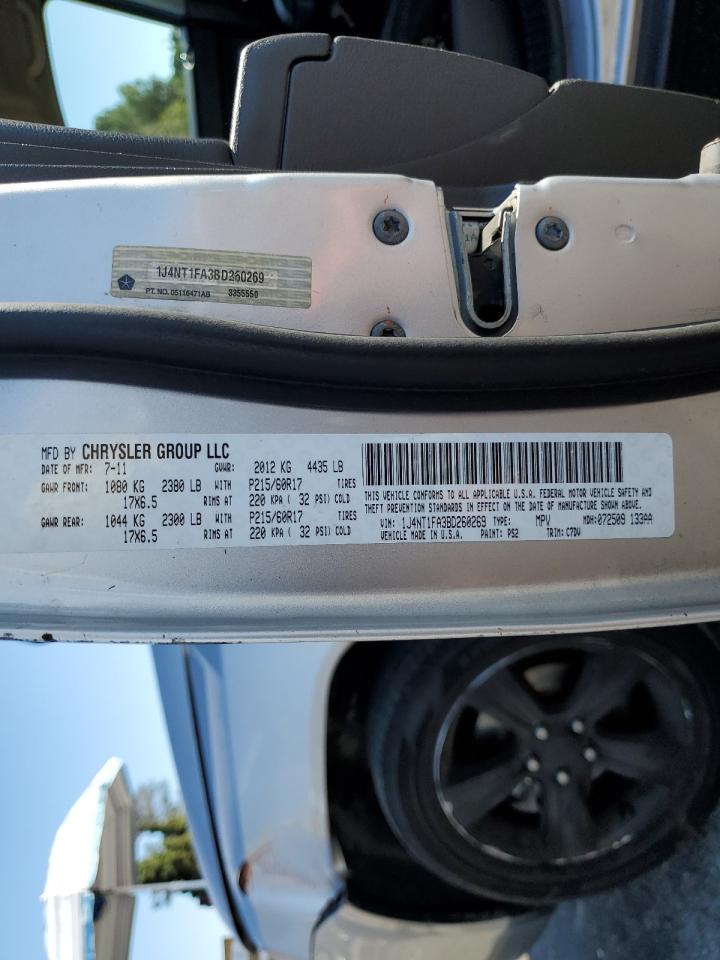 1A
1J4NT1FA3BD260269
PT. NO. 05116471AB 3355550
MFD BY CHRYSLER GROUP LLC
DATE OF MFR: 7-11 GVWR: 2012 KG 4435 LB
GAWR FRONT: 1080 KG 2380 LB WITH P215/60R17 TIRES
17X6.5 RIMS AT 220 KPA ( 32 PSI) COLD
GAWR REAR: 1044 KG 2300 LB WITH P215/60R17 TIRES
17X6.5 RIMS AT 220 KPA ( 32 PSI) COLD
THIS VEHICLE CONFORMS TO ALL APPLICABLE U.S.A. FEDERAL MOTOR VEHICLE SAFETY AND
THEFT PREVENTION STANDARDS IN EFFECT ON THE DATE OF MANUFACTURE SHOWN ABOVE
VIN: 1J4NT1FA3BD260269 TYPE: MPV MDH:072509 133AA
VEHICLE MADE IN U.S.A. PAINT: PS2 TRIM: C7DV